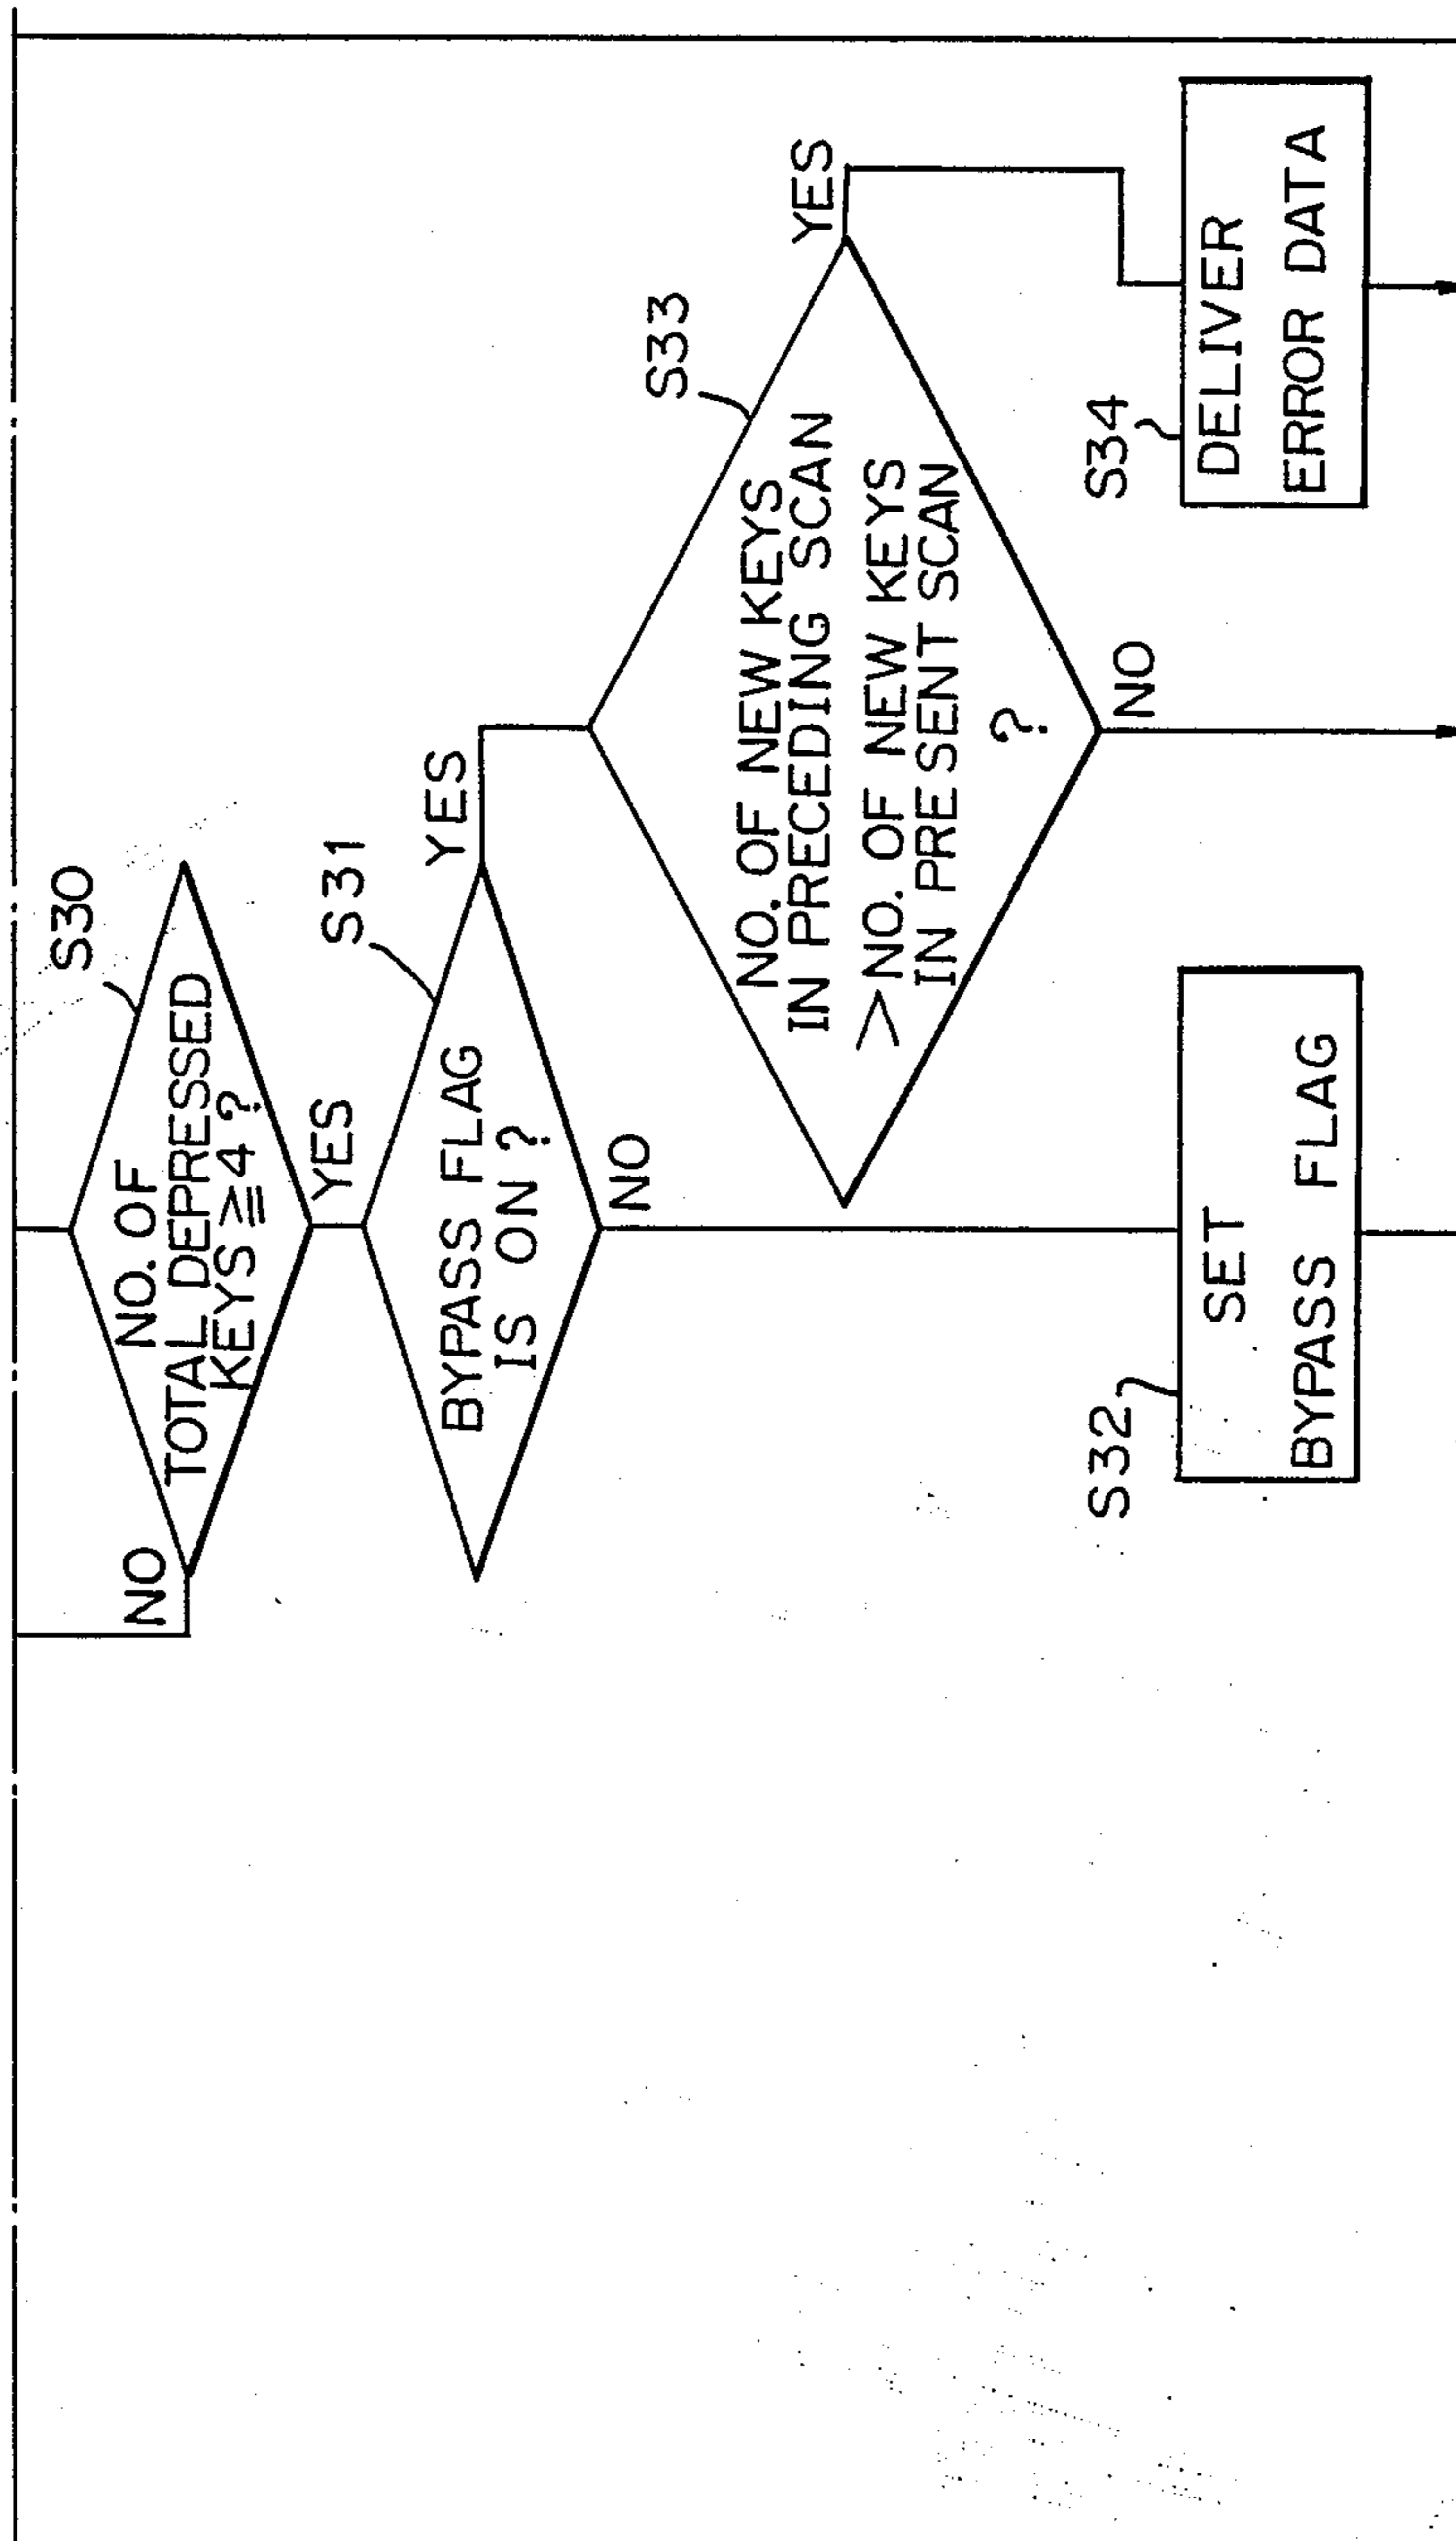 S30
NO. OF
TOTAL DEPRESSED
KEYS ≧4 ?
NO
YES
S31
BYPASS FLAG
IS ON ?
YES
NO
S33
NO. OF NEW KEYS
IN PRECEDING SCAN
>NO. OF NEW KEYS
IN PRESENT SCAN
?
YES
NO
S32
SET
BYPASS FLAG
S34
DELIVER
ERROR DATA